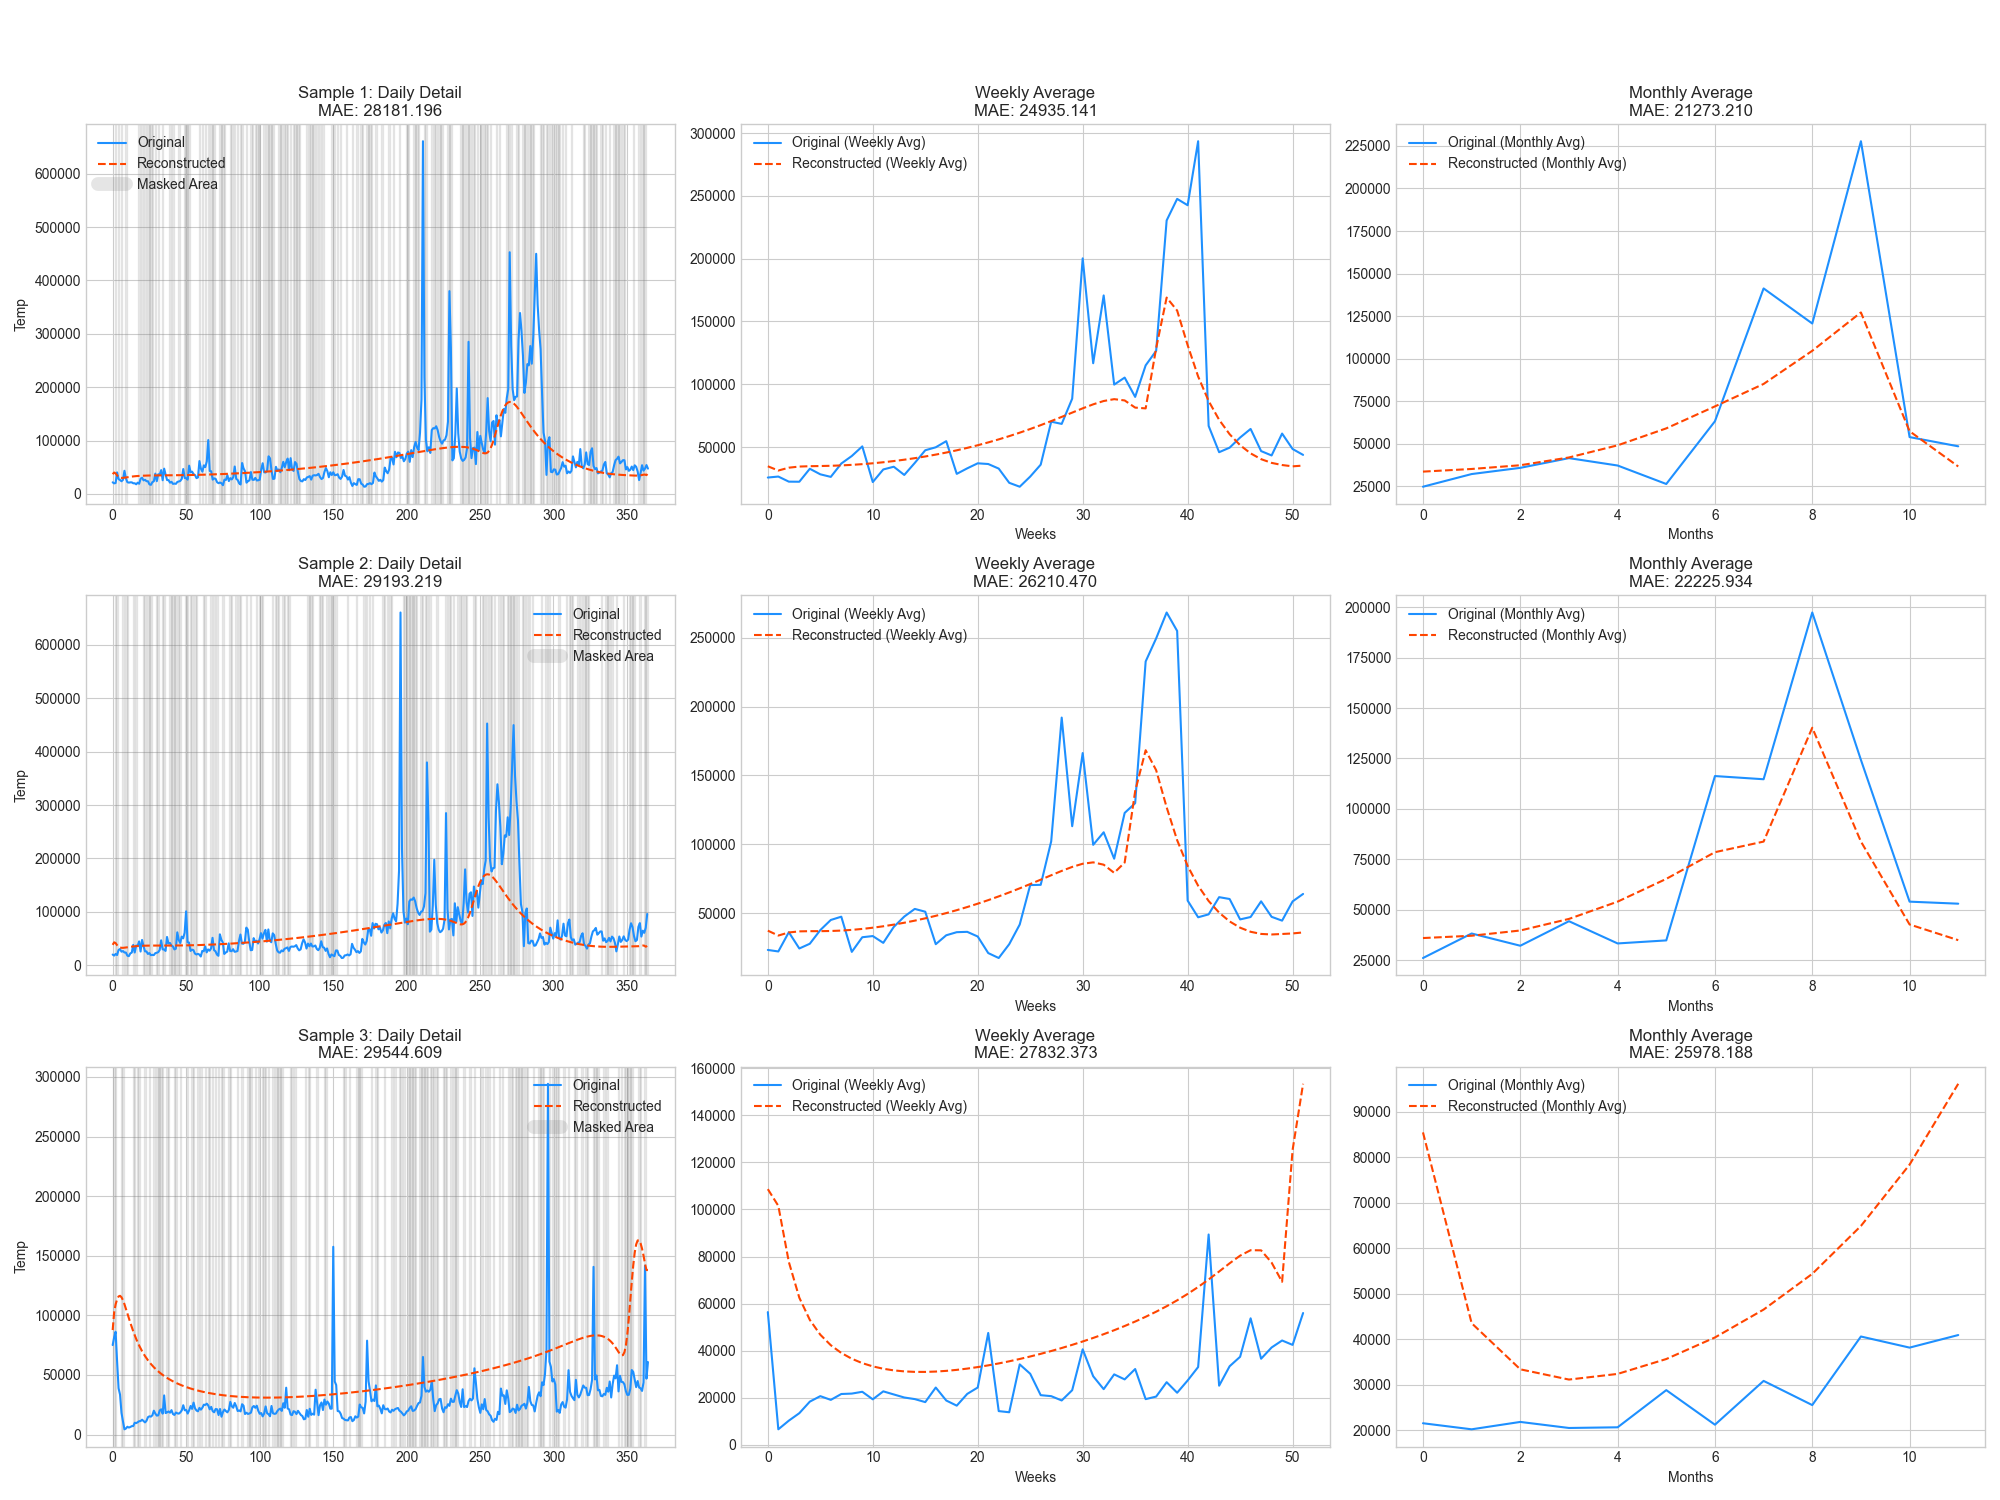 Sample 1: Daily Detail
MAE: 28181.196
Original
Reconstructed
Masked Area
Temp
600000
500000
400000
300000
200000
100000
0
0 50 100 150 200 250 300 350
Weekly Average
MAE: 24935.141
Original (Weekly Avg)
Reconstructed (Weekly Avg)
300000
250000
200000
150000
100000
50000
0 10 20 30 40 50
Weeks
Monthly Average
MAE: 21273.210
Original (Monthly Avg)
Reconstructed (Monthly Avg)
225000
200000
175000
150000
125000
100000
75000
50000
25000
0 2 4 6 8 10
Months
Sample 2: Daily Detail
MAE: 29193.219
Original
Reconstructed
Masked Area
Temp
600000
500000
400000
300000
200000
100000
0
0 50 100 150 200 250 300 350
Weekly Average
MAE: 26210.470
Original (Weekly Avg)
Reconstructed (Weekly Avg)
250000
200000
150000
100000
50000
0 10 20 30 40 50
Weeks
Monthly Average
MAE: 22225.934
Original (Monthly Avg)
Reconstructed (Monthly Avg)
200000
175000
150000
125000
100000
75000
50000
25000
0 2 4 6 8 10
Months
Sample 3: Daily Detail
MAE: 29544.609
Original
Reconstructed
Masked Area
Temp
300000
250000
200000
150000
100000
50000
0
0 50 100 150 200 250 300 350
Weekly Average
MAE: 27832.373
Original (Weekly Avg)
Reconstructed (Weekly Avg)
160000
140000
120000
100000
80000
60000
40000
20000
0
0 10 20 30 40 50
Weeks
Monthly Average
MAE: 25978.188
Original (Monthly Avg)
Reconstructed (Monthly Avg)
90000
80000
70000
60000
50000
40000
30000
20000
0 2 4 6 8 10
Months